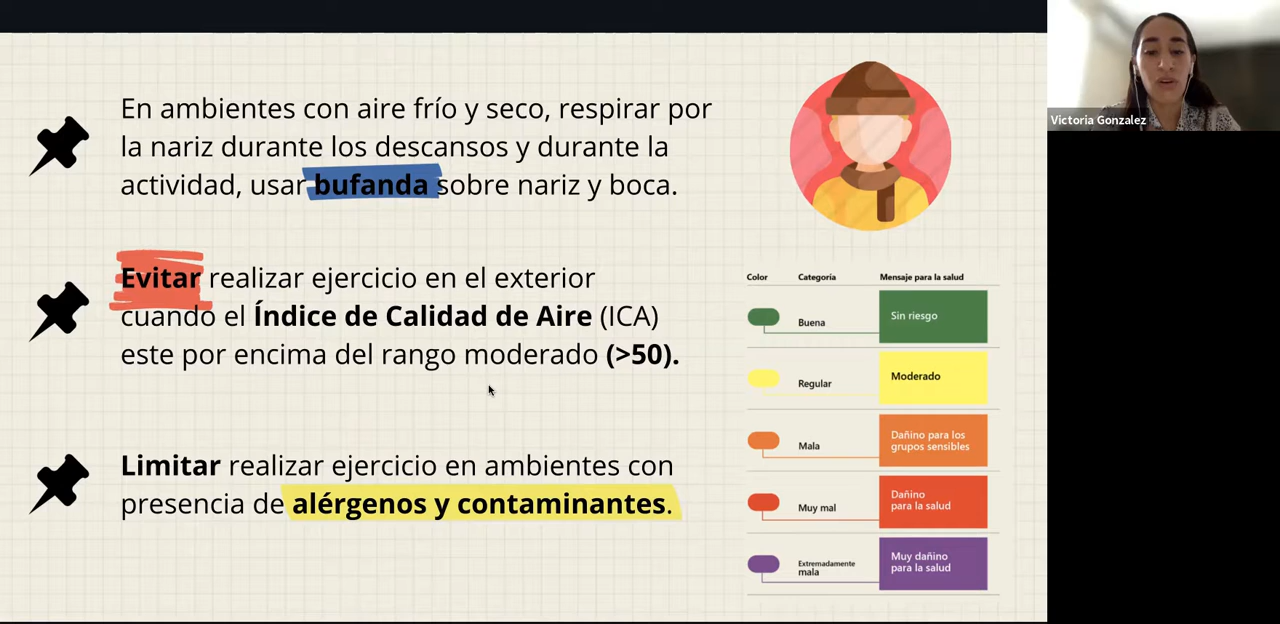 En ambientes con aire frío y seco, respirar por
la nariz durante los descansos y durante la
actividad, usar bufanda sobre nariz y boca.
Evitar realizar ejercicio en el exterior
cuando el Índice de Calidad de Aire (ICA)
este por encima del rango moderado (>50).
Limitar realizar ejercicio en ambientes con
presencia de alérgenos y contaminantes.
Color Categoría Mensaje para la salud
Buena Sin riesgo
Regular Moderado
Mala Dañino para los
grupos sensibles
Muy mal Dañino
para la salud
Extremadamente
mala Muy dañino
para la salud
Victoria Gonzalez